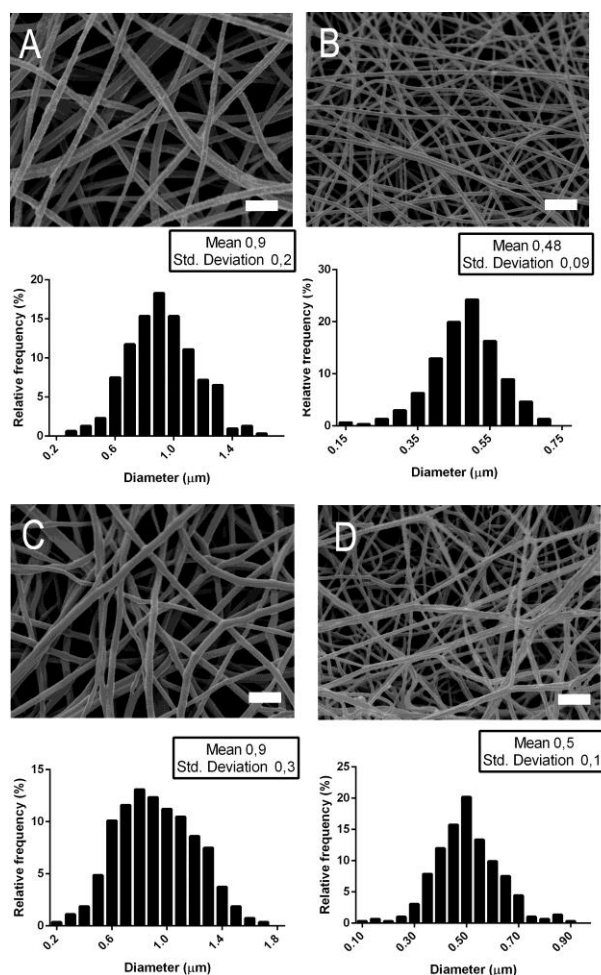 A
B
Mean 0,9
Std. Deviation 0,2
Mean 0,48
Std. Deviation 0,09
Relative frequency (%)
20
15
10
5
0
0.2
0.6
1.0
1.4
Diameter (µm)
Relative frequency (%)
30
20
10
0
0.15
0.35
0.55
0.75
Diameter (µm)
C
D
Mean 0,9
Std. Deviation 0,3
Mean 0,5
Std. Deviation 0,1
Relative frequency (%)
15
10
5
0
0.2
0.6
1.0
1.4
1.8
Diameter (µm)
Relative frequency (%)
25
20
15
10
5
0
0.10
0.30
0.50
0.70
0.90
Diameter (µm)